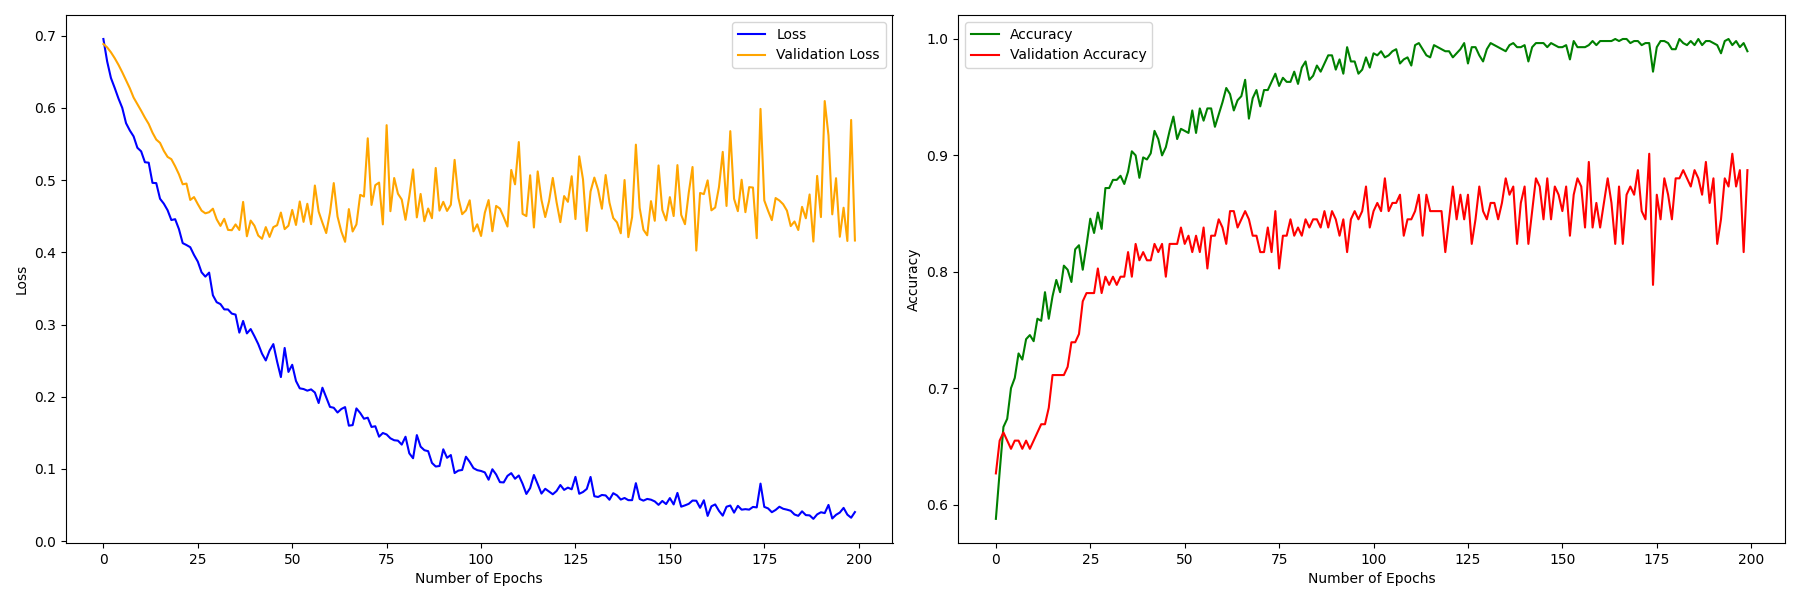 0.7
0.6
0.5
0.4
0.3
0.2
0.1
0.0
Loss
0 25 50 75 100 125 150 175 200
Number of Epochs
Loss
Validation Loss
1.0
0.9
0.8
0.7
0.6
Accuracy
0 25 50 75 100 125 150 175 200
Number of Epochs
Accuracy
Validation Accuracy